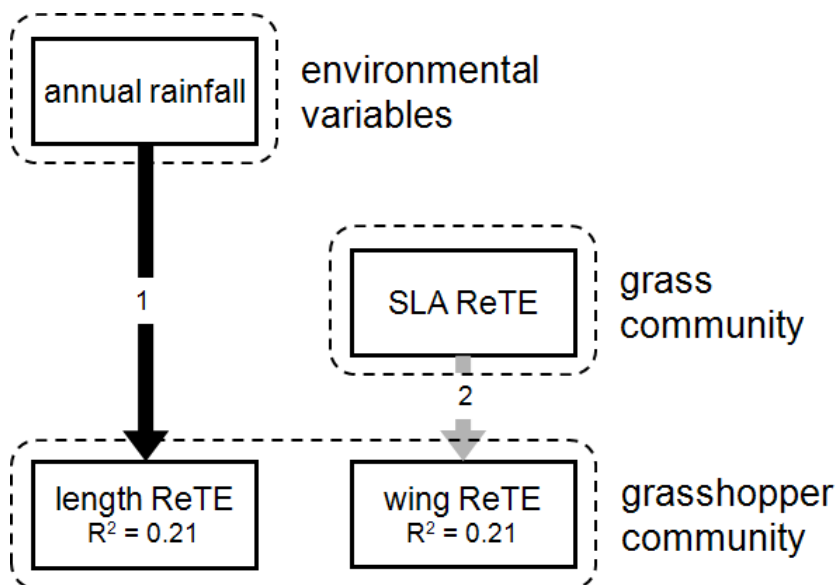 annual rainfall
environmental
variables
1
SLA ReTE
grass
community
2
length ReTE
R² = 0.21
wing ReTE
R² = 0.21
grasshopper
community